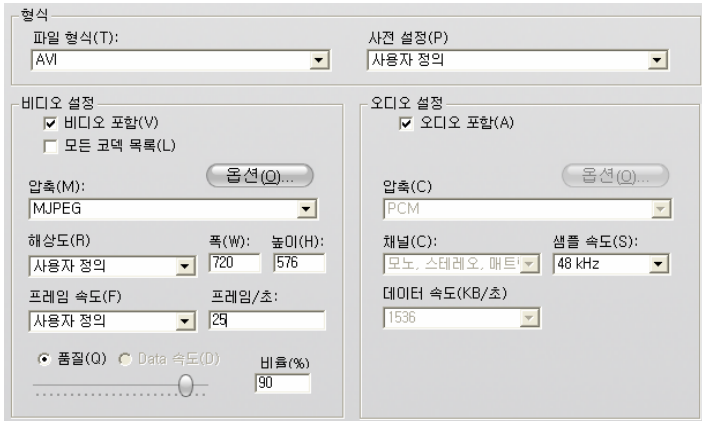 형식
파일 형식(T):
AVI
사전 설정(P)
사용자 정의
비디오 설정
비디오 포함(V)
모든 코덱 목록(L)
옵션(O)...
압축(M):
MJPEG
해상도(R)
폭(W):
높이(H):
사용자 정의
720
576
프레임 속도(F)
프레임/초:
사용자 정의
25
품질(Q)
Data 속도(D)
비율(%)
90
오디오 설정
오디오 포함(A)
옵션(O)...
압축(C)
PCM
채널(C):
샘플 속도(S):
모노, 스테레오, 매트
48 kHz
데이터 속도(KB/초)
1536